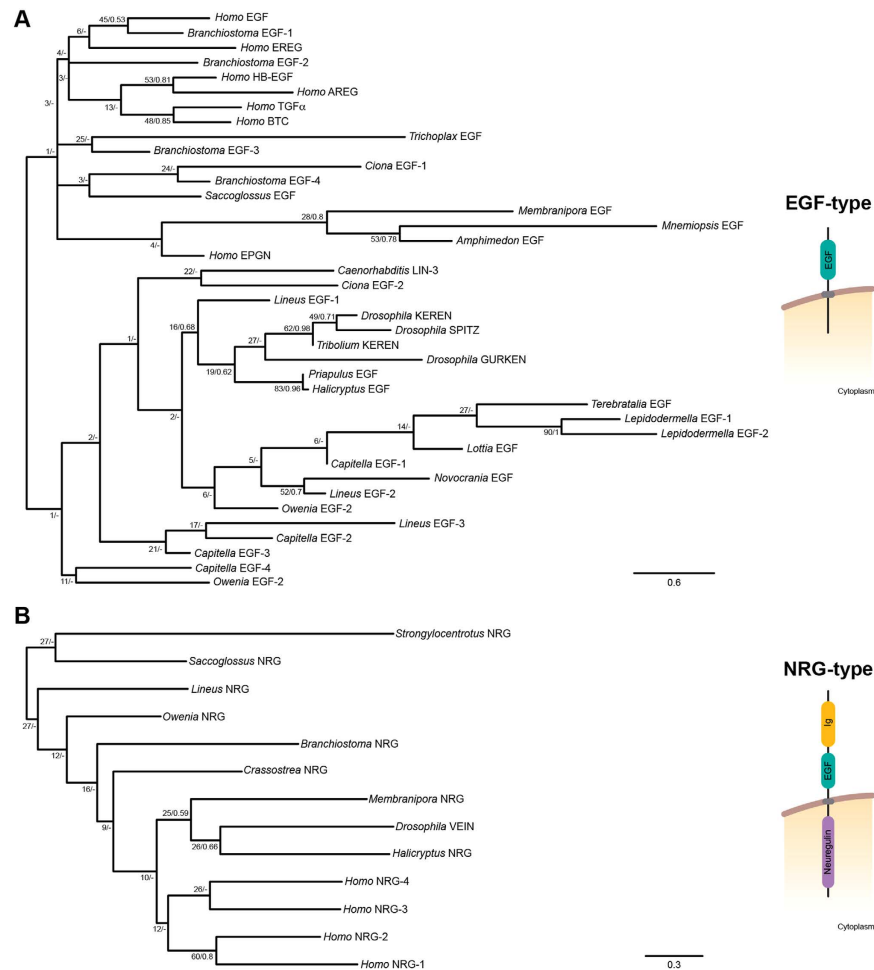 A
45/0.53
Homo EGF
6/-
Branchiostoma EGF-1
4/-
Homo EREG
3/-
Branchiostoma EGF-2
53/0.81
Homo HB-EGF
3/-
Homo AREG
13/-
Homo TGFα
48/0.85
Homo BTC
1/-
25/-
Trichoplax EGF
Branchiostoma EGF-3
24/-
Ciona EGF-1
3/-
Branchiostoma EGF-4
Saccoglossus EGF
28/0.8
Membranipora EGF
Mnemiopsis EGF
53/0.78
Amphimedon EGF
4/-
Homo EPGN
22/-
Caenorhabditis LIN-3
Ciona EGF-2
1/-
16/0.68
Lineus EGF-1
49/0.71
Drosophila KEREN
62/0.98
Drosophila SPITZ
27/-
Tribolium KEREN
Drosophila GURKEN
19/0.62
Priapulus EGF
83/0.96
Halicryptus EGF
2/-
27/-
Terebratalia EGF
14/-
Lepidodermella EGF-1
90/1
Lepidodermella EGF-2
6/-
Lottia EGF
2/-
5/-
Capitella EGF-1
Novocrania EGF
6/-
52/0.7
Lineus EGF-2
Owenia EGF-2
1/-
17/-
Lineus EGF-3
Capitella EGF-2
21/-
Capitella EGF-3
Capitella EGF-4
11/-
Owenia EGF-2
0.6
EGF-type
EGF
Cytoplasm
B
27/-
Strongylocentrotus NRG
Saccoglossus NRG
Lineus NRG
27/-
Owenia NRG
12/-
Branchiostoma NRG
16/-
Crassostrea NRG
9/-
25/0.59
Membranipora NRG
Drosophila VEIN
26/0.66
Halicryptus NRG
10/-
26/-
Homo NRG-4
Homo NRG-3
12/-
Homo NRG-2
60/0.8
Homo NRG-1
0.3
NRG-type
Ig
EGF
Neuregulin
Cytoplasm